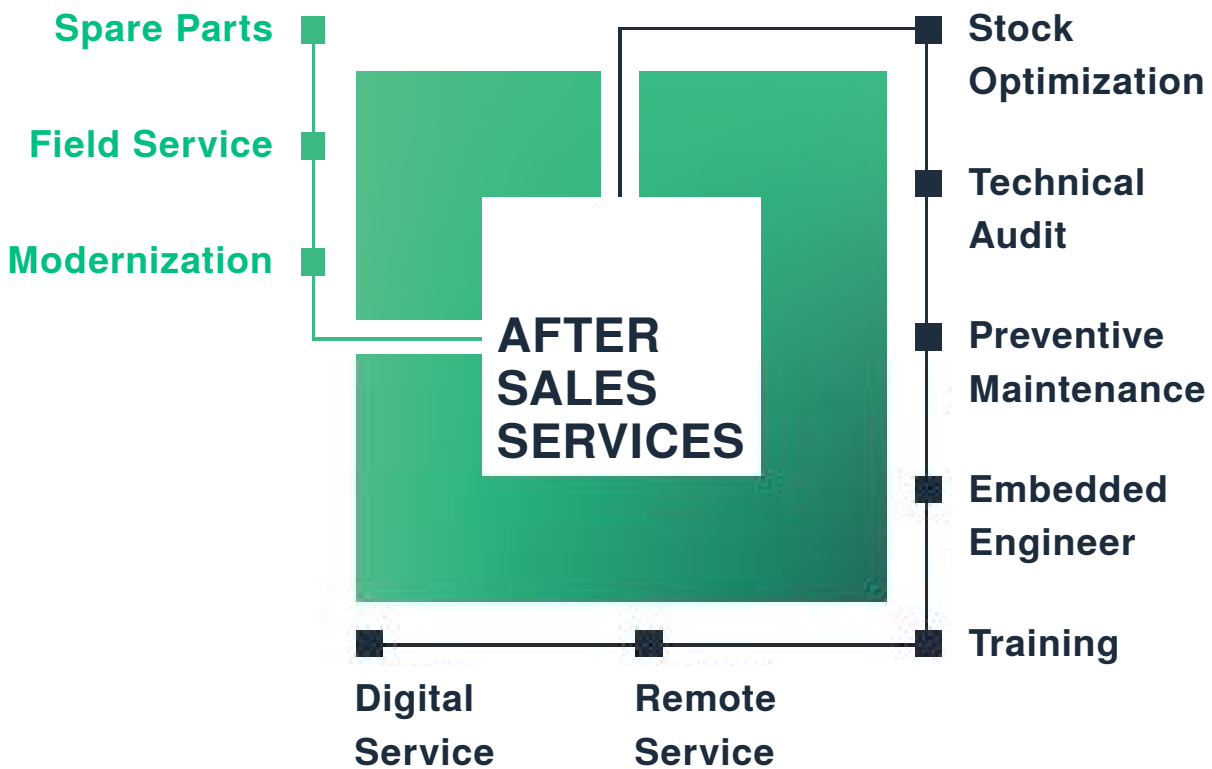 Spare Parts
Field Service
Modernization
AFTER
SALES
SERVICES
Stock
Optimization
Technical
Audit
Preventive
Maintenance
Embedded
Engineer
Training
Digital
Service
Remote
Service